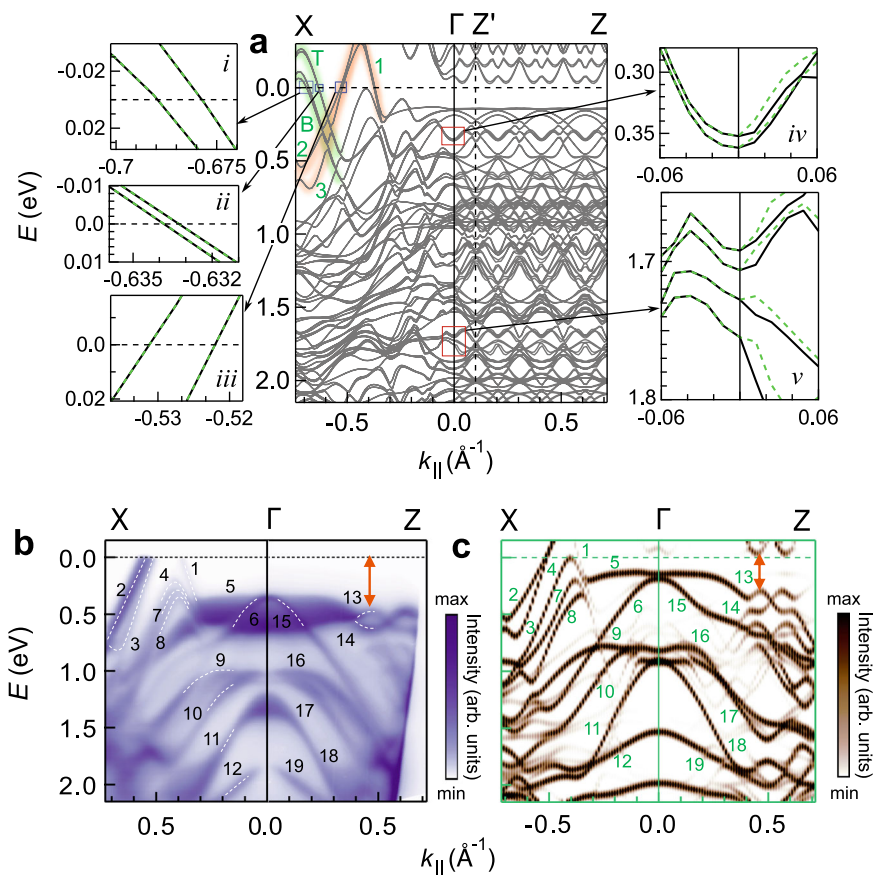 X Γ Z' Z
a
i
-0.02
0.02
-0.7 -0.675
ii
-0.01
0.0
0.01
-0.635 -0.632
iii
0.0
0.02
-0.53 -0.52
E (eV)
T
B
1
2
3
0.0
0.5
1.0
1.5
2.0
-0.5 0.0 0.5
k|| (Å⁻¹)
iv
0.30
0.35
-0.06 0.06
v
1.7
1.8
-0.06 0.06
b
X Γ Z
E (eV)
0.0
0.5
1.0
1.5
2.0
1
2
3
4
5
6
7
8
9
10
11
12
13
14
15
16
17
18
19
0.5 0.0 0.5
max
Intensity (arb. units)
min
c
X Γ Z
1
2
3
4
5
6
7
8
9
10
11
12
13
14
15
16
17
18
19
-0.5 0.0 0.5
max
Intensity (arb. units)
min
k|| (Å⁻¹)